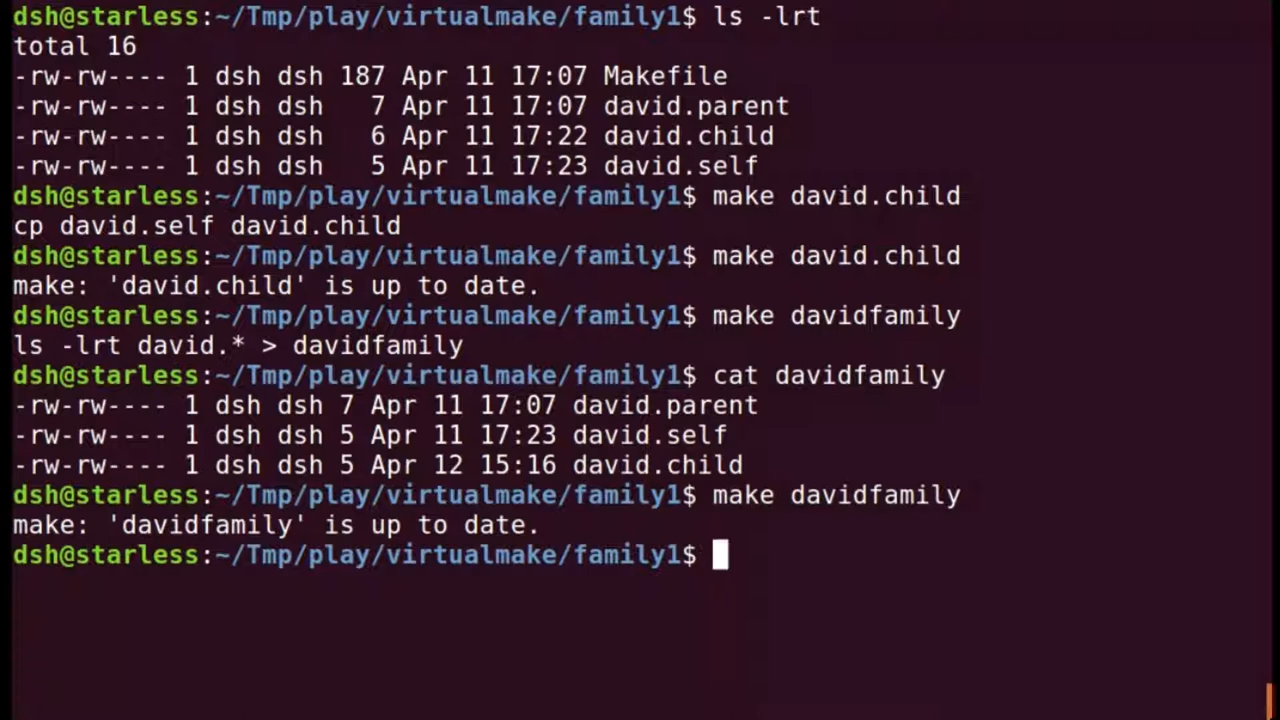 dsh@starless:~/Tmp/play/virtualmake/family1$ ls -lrt
total 16
-rw-rw---- 1 dsh dsh 187 Apr 11 17:07 Makefile
-rw-rw---- 1 dsh dsh   7 Apr 11 17:07 david.parent
-rw-rw---- 1 dsh dsh   6 Apr 11 17:22 david.child
-rw-rw---- 1 dsh dsh   5 Apr 11 17:23 david.self
dsh@starless:~/Tmp/play/virtualmake/family1$ make david.child
cp david.self david.child
dsh@starless:~/Tmp/play/virtualmake/family1$ make david.child
make: 'david.child' is up to date.
dsh@starless:~/Tmp/play/virtualmake/family1$ make davidfamily
ls -lrt david.* > davidfamily
dsh@starless:~/Tmp/play/virtualmake/family1$ cat davidfamily
-rw-rw---- 1 dsh dsh 7 Apr 11 17:07 david.parent
-rw-rw---- 1 dsh dsh 5 Apr 11 17:23 david.self
-rw-rw---- 1 dsh dsh 5 Apr 12 15:16 david.child
dsh@starless:~/Tmp/play/virtualmake/family1$ make davidfamily
make: 'davidfamily' is up to date.
dsh@starless:~/Tmp/play/virtualmake/family1$